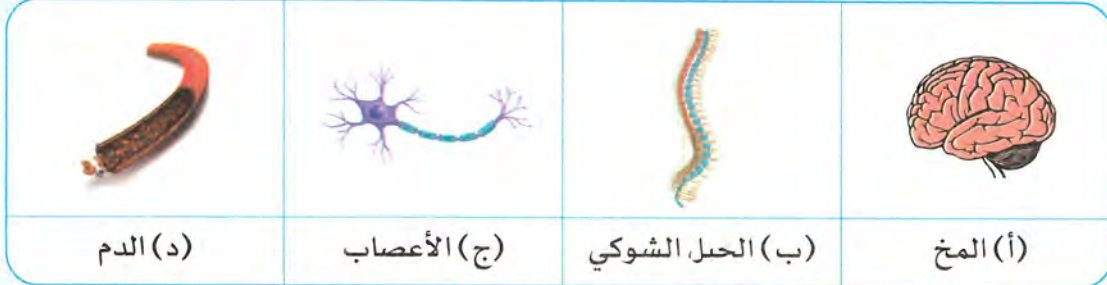 (أ) المخ
(ب) الحبل الشوكي
(ج) الأعصاب
(د) الدم